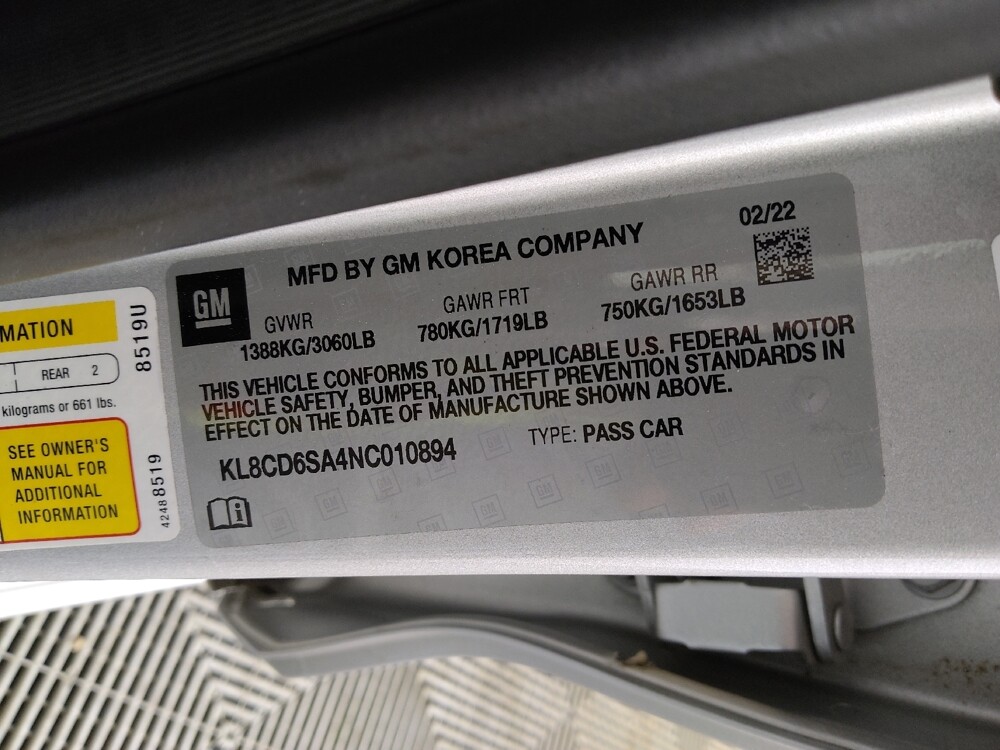 MATION
REAR 2
kilograms or 661 lbs.
SEE OWNER'S
MANUAL FOR
ADDITIONAL
INFORMATION
8519U
42488519
GM
MFD BY GM KOREA COMPANY
02/22
GVWR GAWR FRT GAWR RR
1388KG/3060LB 780KG/1719LB 750KG/1653LB
THIS VEHICLE CONFORMS TO ALL APPLICABLE U.S. FEDERAL MOTOR
VEHICLE SAFETY, BUMPER, AND THEFT PREVENTION STANDARDS IN
EFFECT ON THE DATE OF MANUFACTURE SHOWN ABOVE.
KL8CD6SA4NC010894 TYPE: PASS CAR